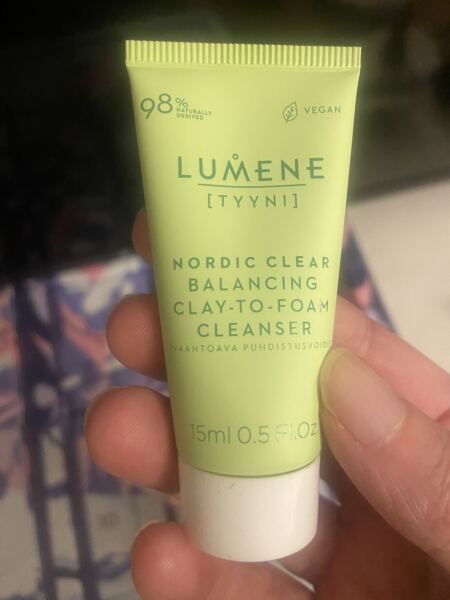 98% NATURALLY
DERIVED
VEGAN
LUMENE
[TYYNI]
NORDIC CLEAR
BALANCING
CLAY-TO-FOAM
CLEANSER
[VAAHTOAVA PUHDISTUSVOIDE]
15ml 0.5 Fl.Oz.